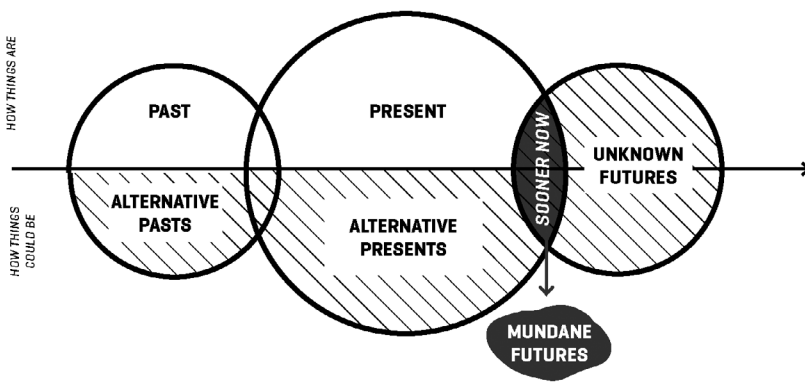 HOW THINGS ARE
PAST
PRESENT
SOONER NOW
UNKNOWN
FUTURES
ALTERNATIVE
PASTS
ALTERNATIVE
PRESENTS
HOW THINGS
COULD BE
MUNDANE
FUTURES